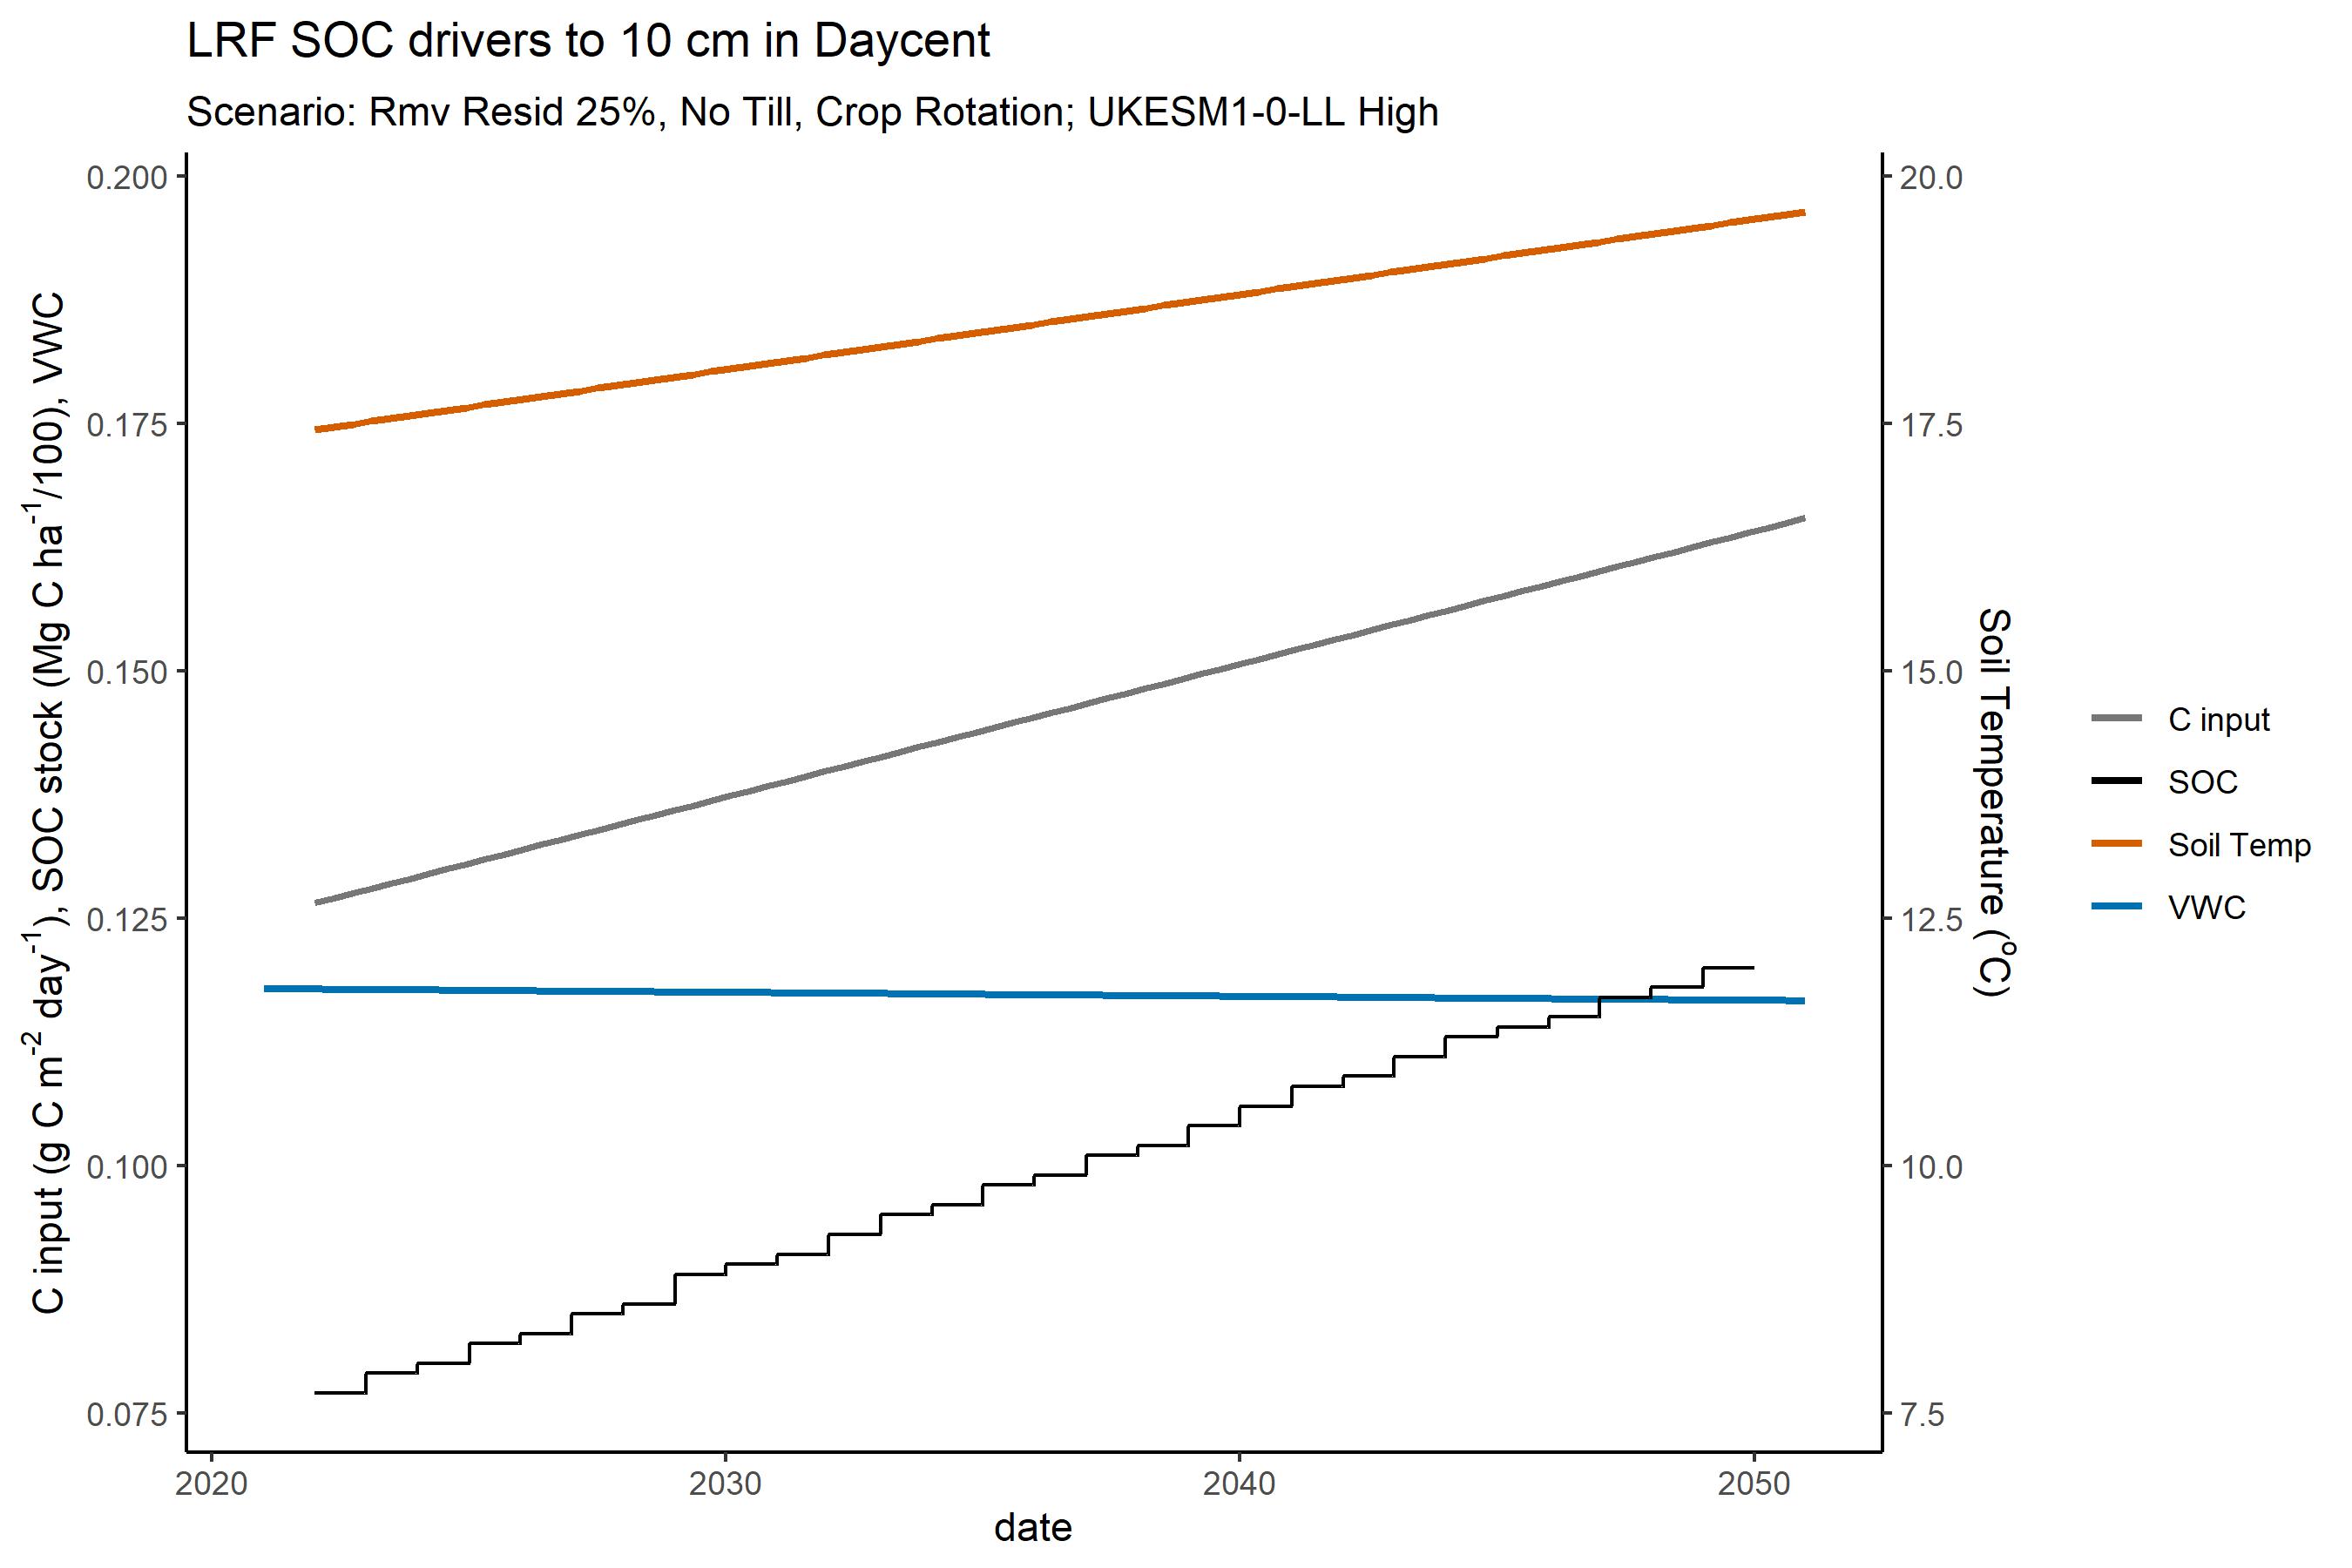 LRF SOC drivers to 10 cm in Daycent
Scenario: Rmv Resid 25%, No Till, Crop Rotation; UKESM1-0-LL High
C input (g C m⁻² day⁻¹), SOC stock (Mg C ha⁻¹/100), VWC
0.200
0.175
0.150
0.125
0.100
0.075
2020
2030
2040
2050
date
20.0
17.5
15.0
12.5
10.0
7.5
Soil Temperature (°C)
C input
SOC
Soil Temp
VWC